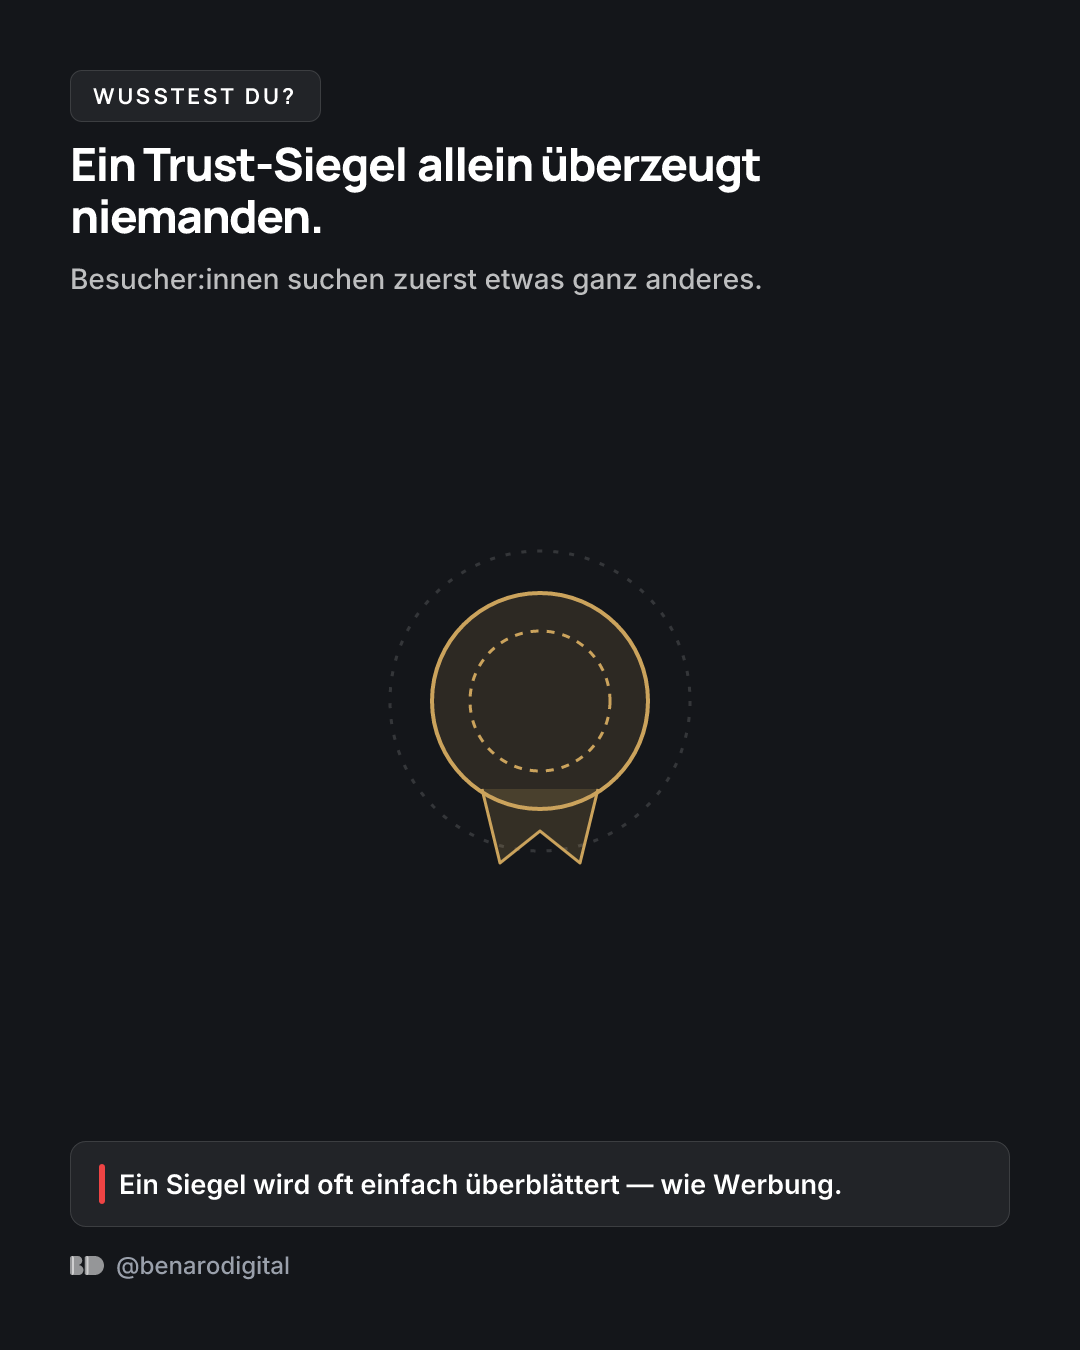 WUSSTEST DU?
Ein Trust-Siegel allein überzeugt
niemanden.
Besucher:innen suchen zuerst etwas ganz anderes.
Ein Siegel wird oft einfach überblättert — wie Werbung.
@benarodigital